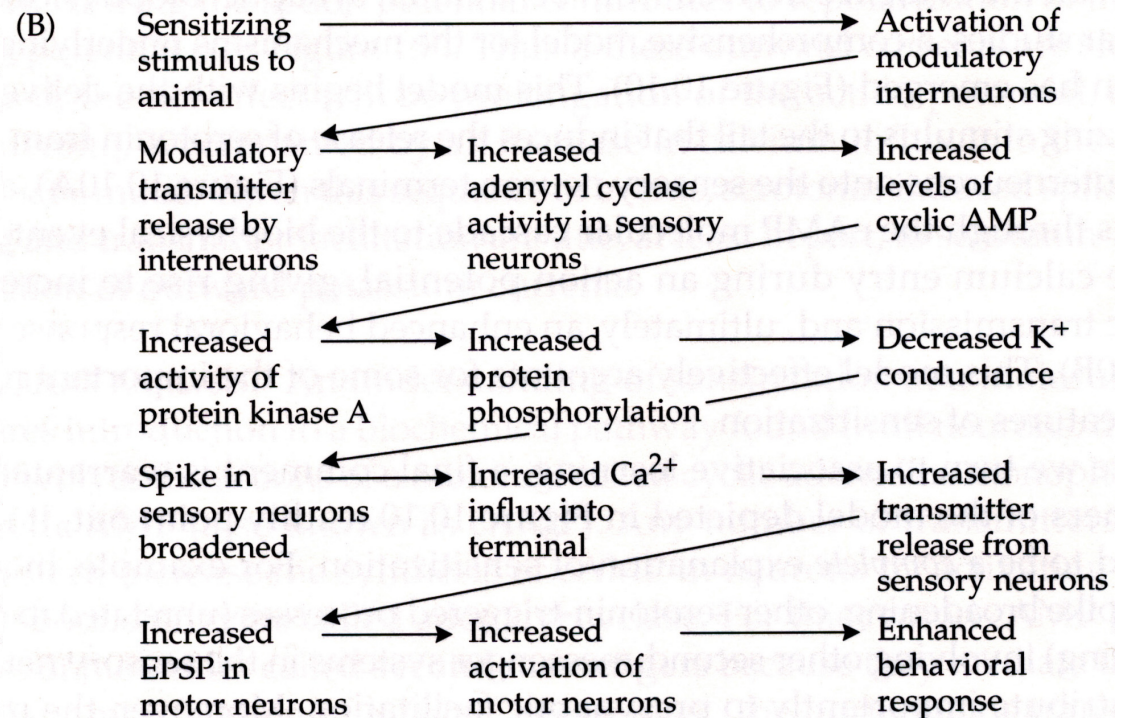 (B)
Sensitizing
stimulus to
animal
Activation of
modulatory
interneurons
Modulatory
transmitter
release by
interneurons
Increased
adenylyl cyclase
activity in sensory
neurons
Increased
levels of
cyclic AMP
Increased
activity of
protein kinase A
Increased
protein
phosphorylation
Decreased K+
conductance
Spike in
sensory neurons
broadened
Increased Ca2+
influx into
terminal
Increased
transmitter
release from
sensory neurons
Increased
EPSP in
motor neurons
Increased
activation of
motor neurons
Enhanced
behavioral
response